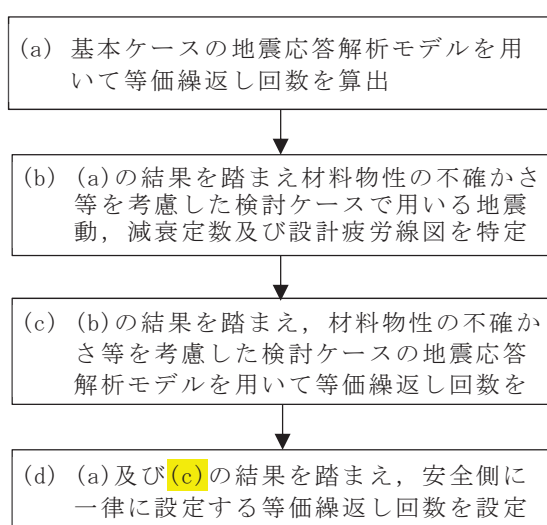 (a) 基本ケースの地震応答解析モデルを用
いて等価繰返し回数を算出
(b) (a)の結果を踏まえ材料物性の不確かさ
等を考慮した検討ケースで用いる地震
動，減衰定数及び設計疲労線図を特定
(c) (b)の結果を踏まえ，材料物性の不確か
さ等を考慮した検討ケースの地震応答
解析モデルを用いて等価繰返し回数を
(d) (a)及び(c)の結果を踏まえ，安全側に
一律に設定する等価繰返し回数を設定